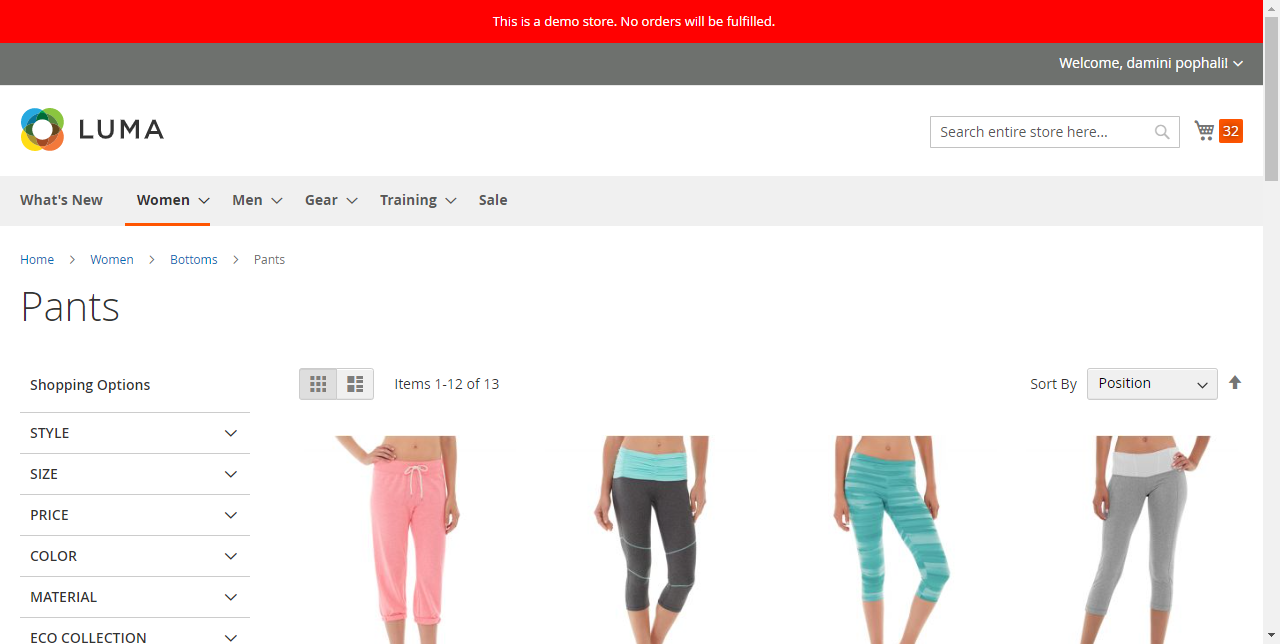 This is a demo store. No orders will be fulfilled.
Welcome, damini pophali!
LUMA
Search entire store here...
32
What's New
Women
Men
Gear
Training
Sale
Home
Women
Bottoms
Pants
Pants
Shopping Options
Items 1-12 of 13
Sort By
Position
STYLE
SIZE
PRICE
COLOR
MATERIAL
ECO COLLECTION